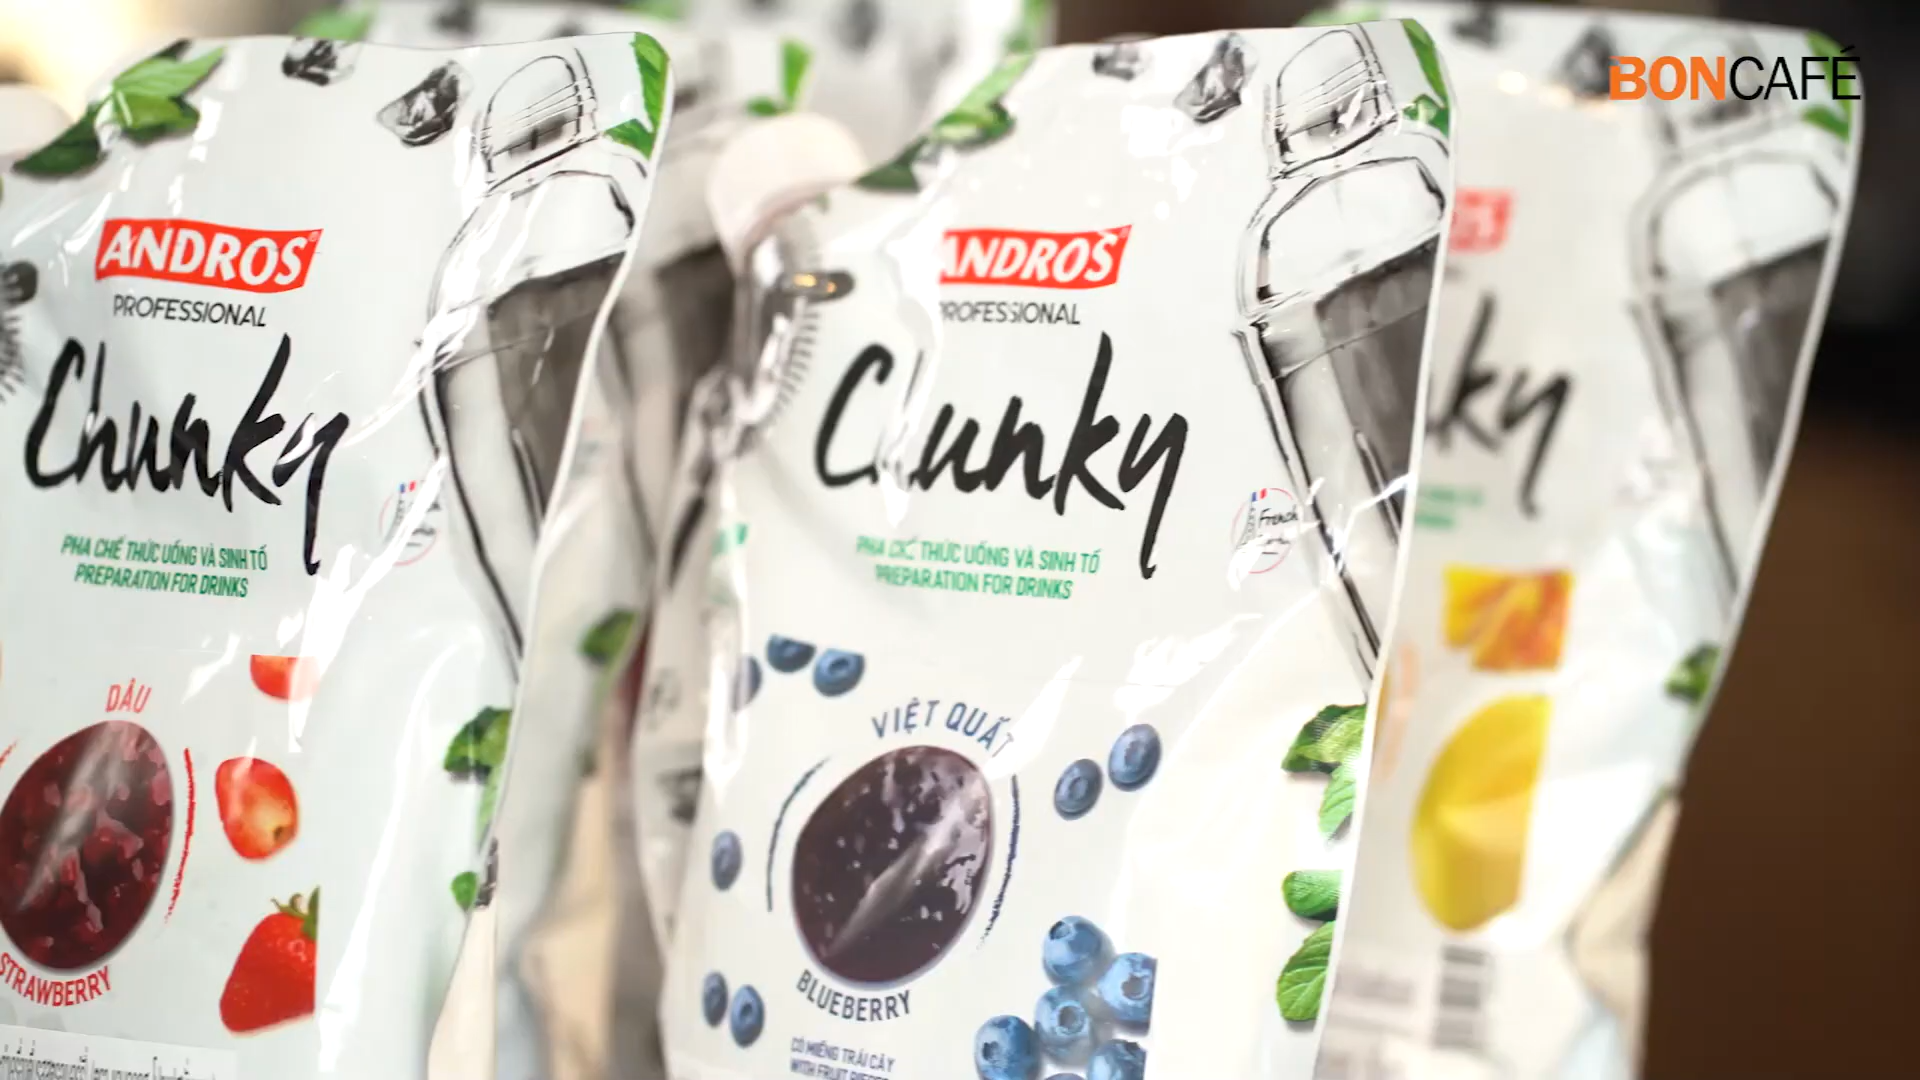 BONCAFÉ
ANDROS
PROFESSIONAL
Chunky
PHA CHẾ THỨC UỐNG VÀ SINH TỐ
PREPARATION FOR DRINKS
DÂU
STRAWBERRY
ANDROS
PROFESSIONAL
Chunky
PHA CHẾ THỨC UỐNG VÀ SINH TỐ
PREPARATION FOR DRINKS
French
VIỆT QUẤT
BLUEBERRY
CÓ MIẾNG TRÁI CÂY
WITH FRUIT PIECES
ky